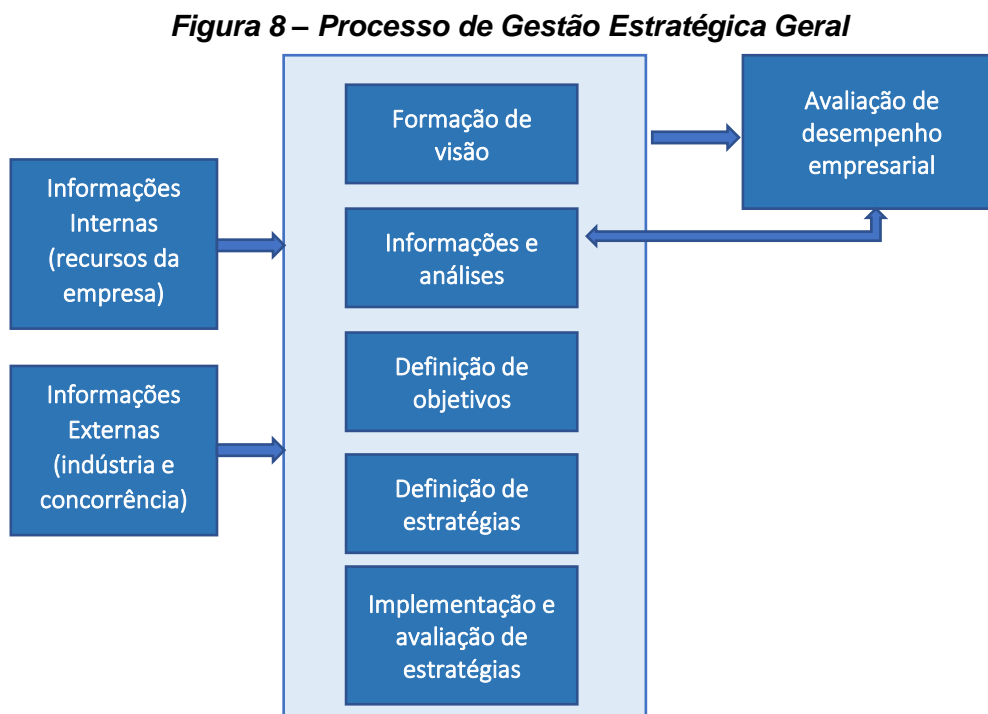 Figura 8 – Processo de Gestão Estratégica Geral
Informações
Internas
(recursos da
empresa)
Informações
Externas
(indústria e
concorrência)
Formação de
visão
Informações e
análises
Definição de
objetivos
Definição de
estratégias
Implementação e
avaliação de
estratégias
Avaliação de
desempenho
empresarial